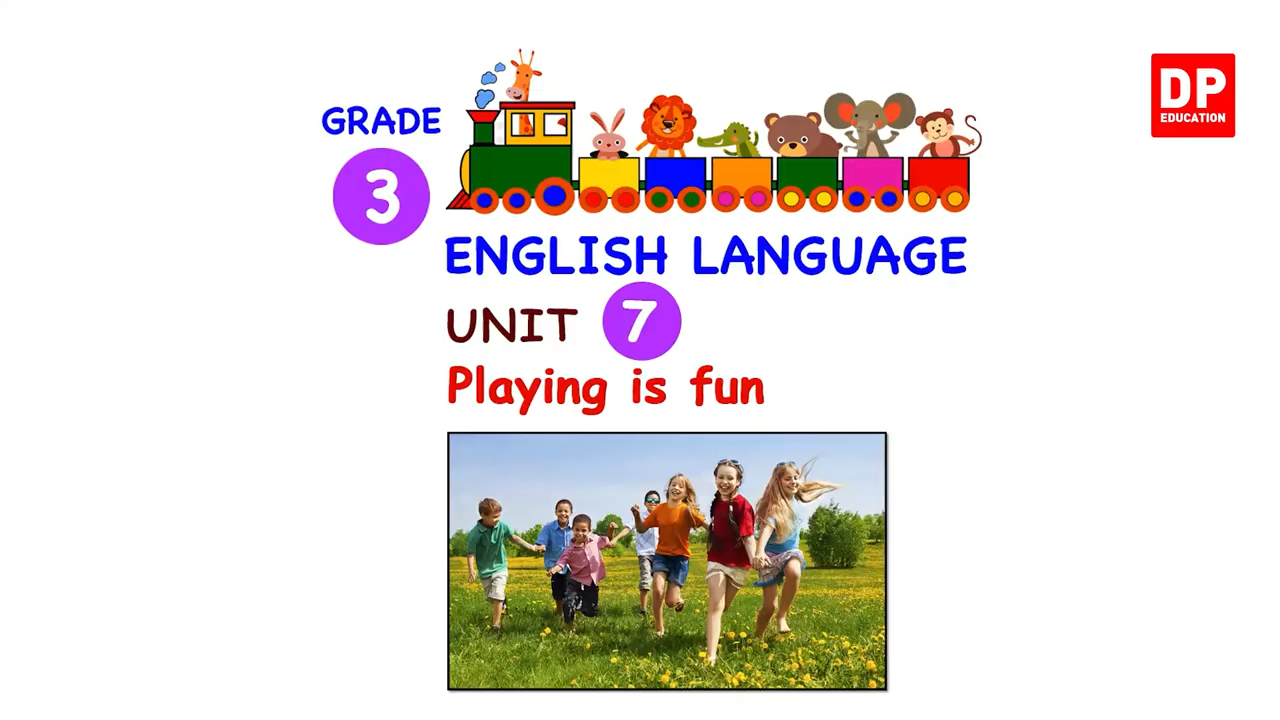 GRADE
3
ENGLISH LANGUAGE
UNIT 7
Playing is fun
DP
EDUCATION